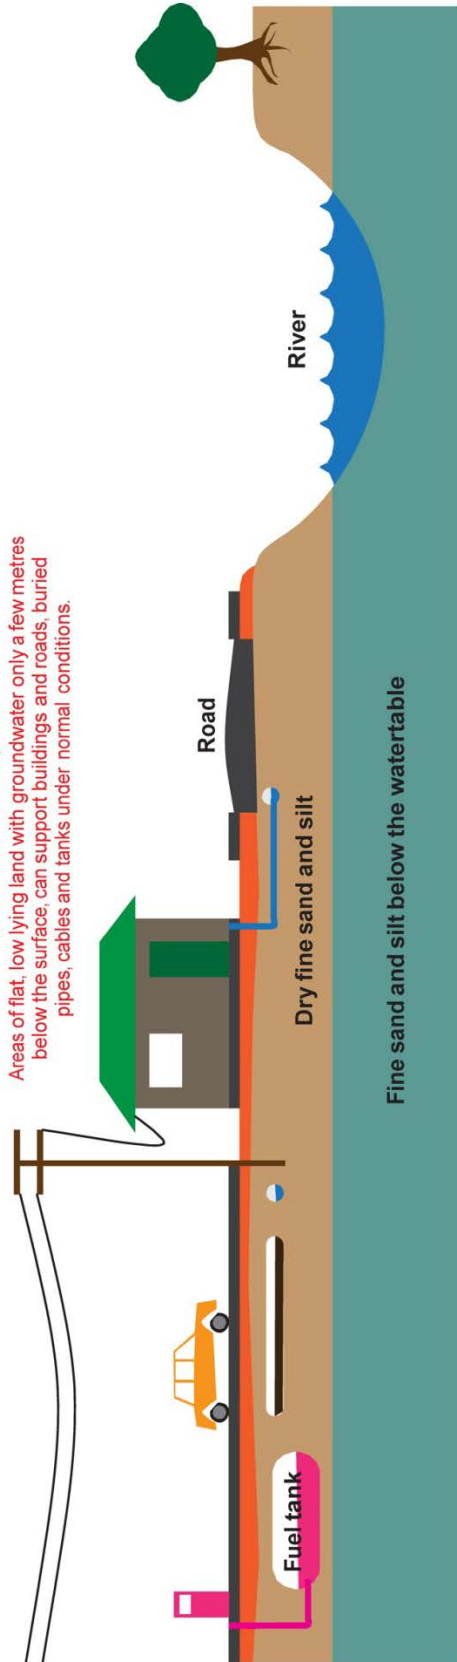 Areas of flat, low lying land with groundwater only a few metres
below the surface, can support buildings and roads, buried
pipes, cables and tanks under normal conditions.
Road
River
Fuel tank
Dry fine sand and silt
Fine sand and silt below the watertable